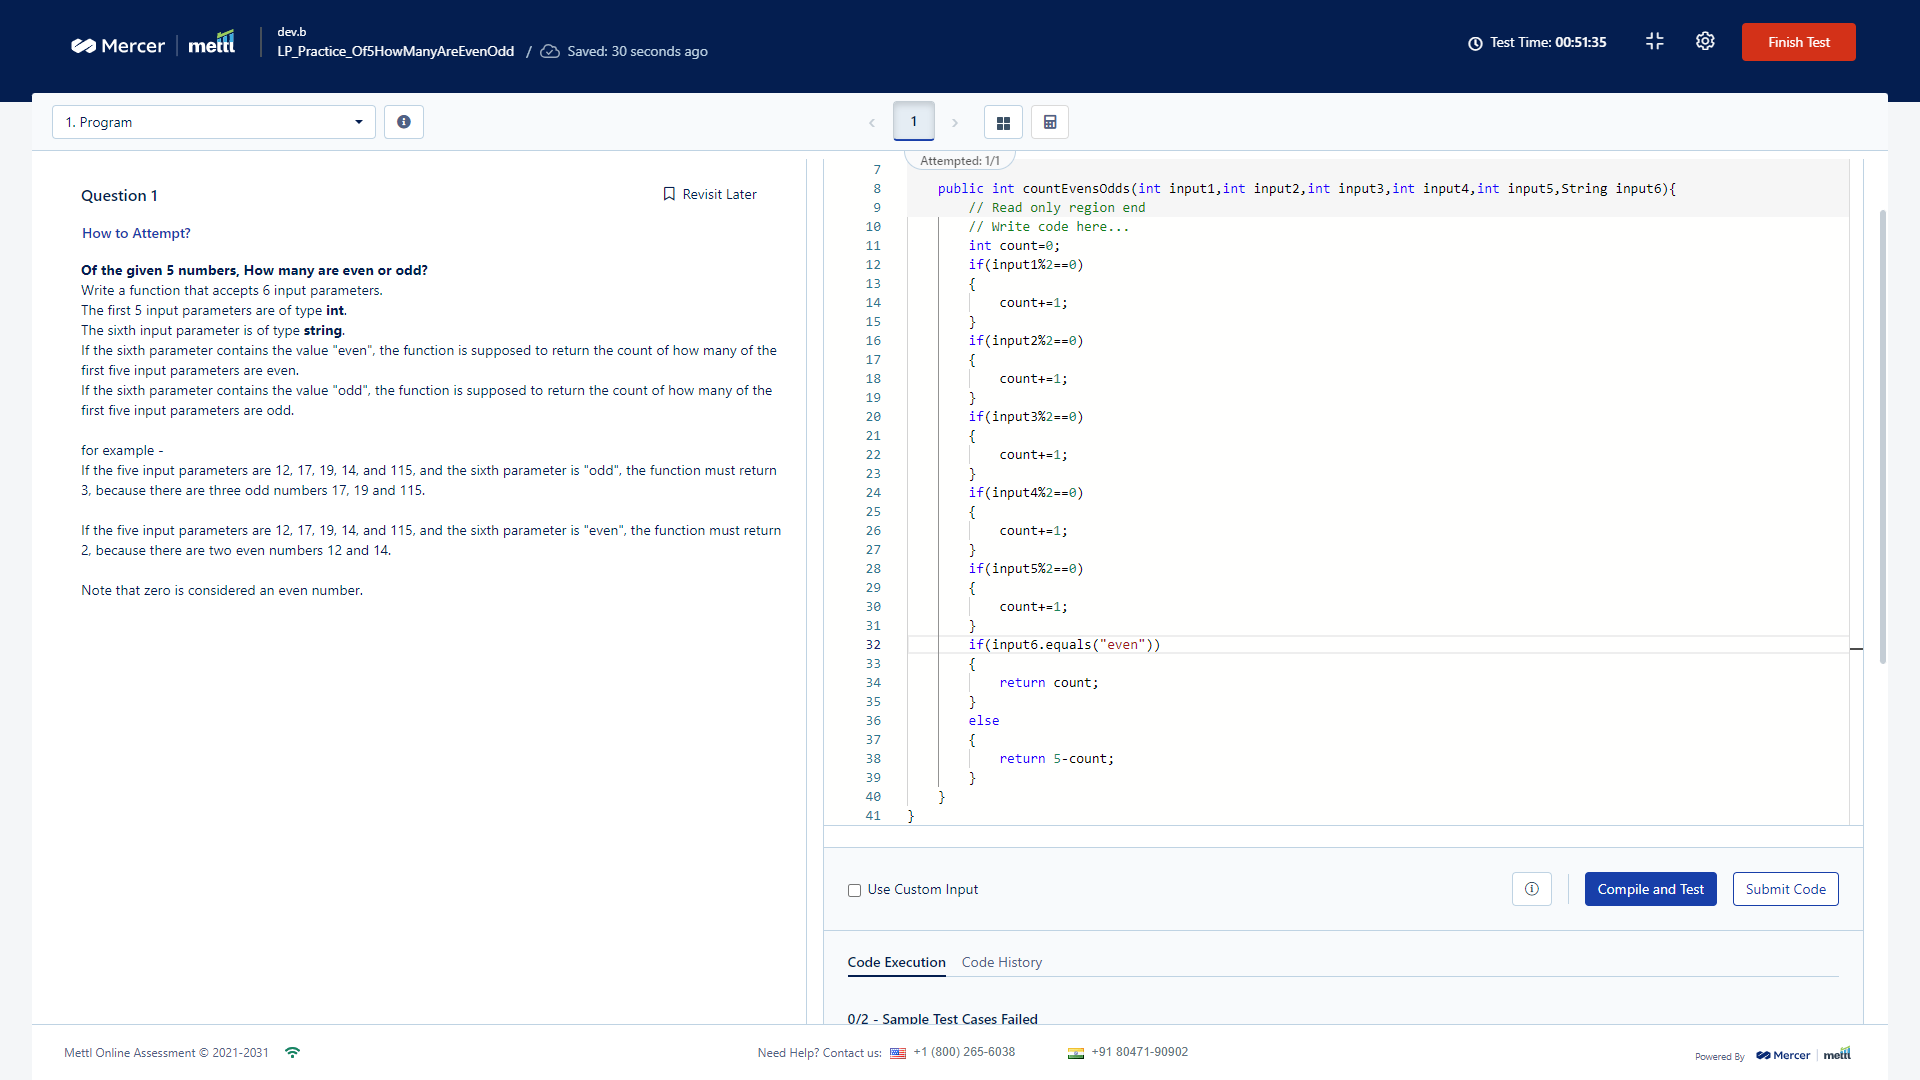 Mercer mettl
dev.b
LP_Practice_Of5HowManyAreEvenOdd / Saved: 30 seconds ago
Test Time: 00:51:35
Finish Test
1. Program
1
Attempted: 1/1
Question 1
Revisit Later
How to Attempt?
Of the given 5 numbers, How many are even or odd?
Write a function that accepts 6 input parameters.
The first 5 input parameters are of type int.
The sixth input parameter is of type string.
If the sixth parameter contains the value "even", the function is supposed to return the count of how many of the
first five input parameters are even.
If the sixth parameter contains the value "odd", the function is supposed to return the count of how many of the
first five input parameters are odd.
for example -
If the five input parameters are 12, 17, 19, 14, and 115, and the sixth parameter is "odd", the function must return
3, because there are three odd numbers 17, 19 and 115.
If the five input parameters are 12, 17, 19, 14, and 115, and the sixth parameter is "even", the function must return
2, because there are two even numbers 12 and 14.
Note that zero is considered an even number.
7
8 public int countEvensOdds(int input1,int input2,int input3,int input4,int input5,String input6){
9 // Read only region end
10 // Write code here...
11 int count=0;
12 if(input1%2==0)
13 {
14 count+=1;
15 }
16 if(input2%2==0)
17 {
18 count+=1;
19 }
20 if(input3%2==0)
21 {
22 count+=1;
23 }
24 if(input4%2==0)
25 {
26 count+=1;
27 }
28 if(input5%2==0)
29 {
30 count+=1;
31 }
32 if(input6.equals("even"))
33 {
34 return count;
35 }
36 else
37 {
38 return 5-count;
39 }
40 }
41 }
Use Custom Input
Compile and Test
Submit Code
Code Execution Code History
0/2 - Sample Test Cases Failed
Mettl Online Assessment © 2021-2031
Need Help? Contact us: +1 (800) 265-6038 +91 80471-90902
Powered By Mercer mettl